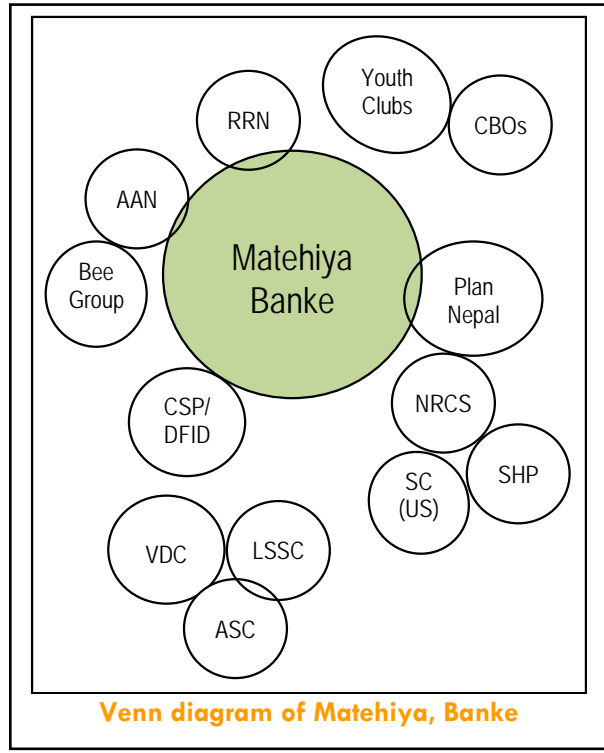 Youth
Clubs
CBOs
RRN
AAN
Matehiya
Banke
Bee
Group
Plan
Nepal
CSP/
DFID
NRCS
SC
(US)
SHP
VDC
LSSC
ASC
Venn diagram of Matehiya, Banke